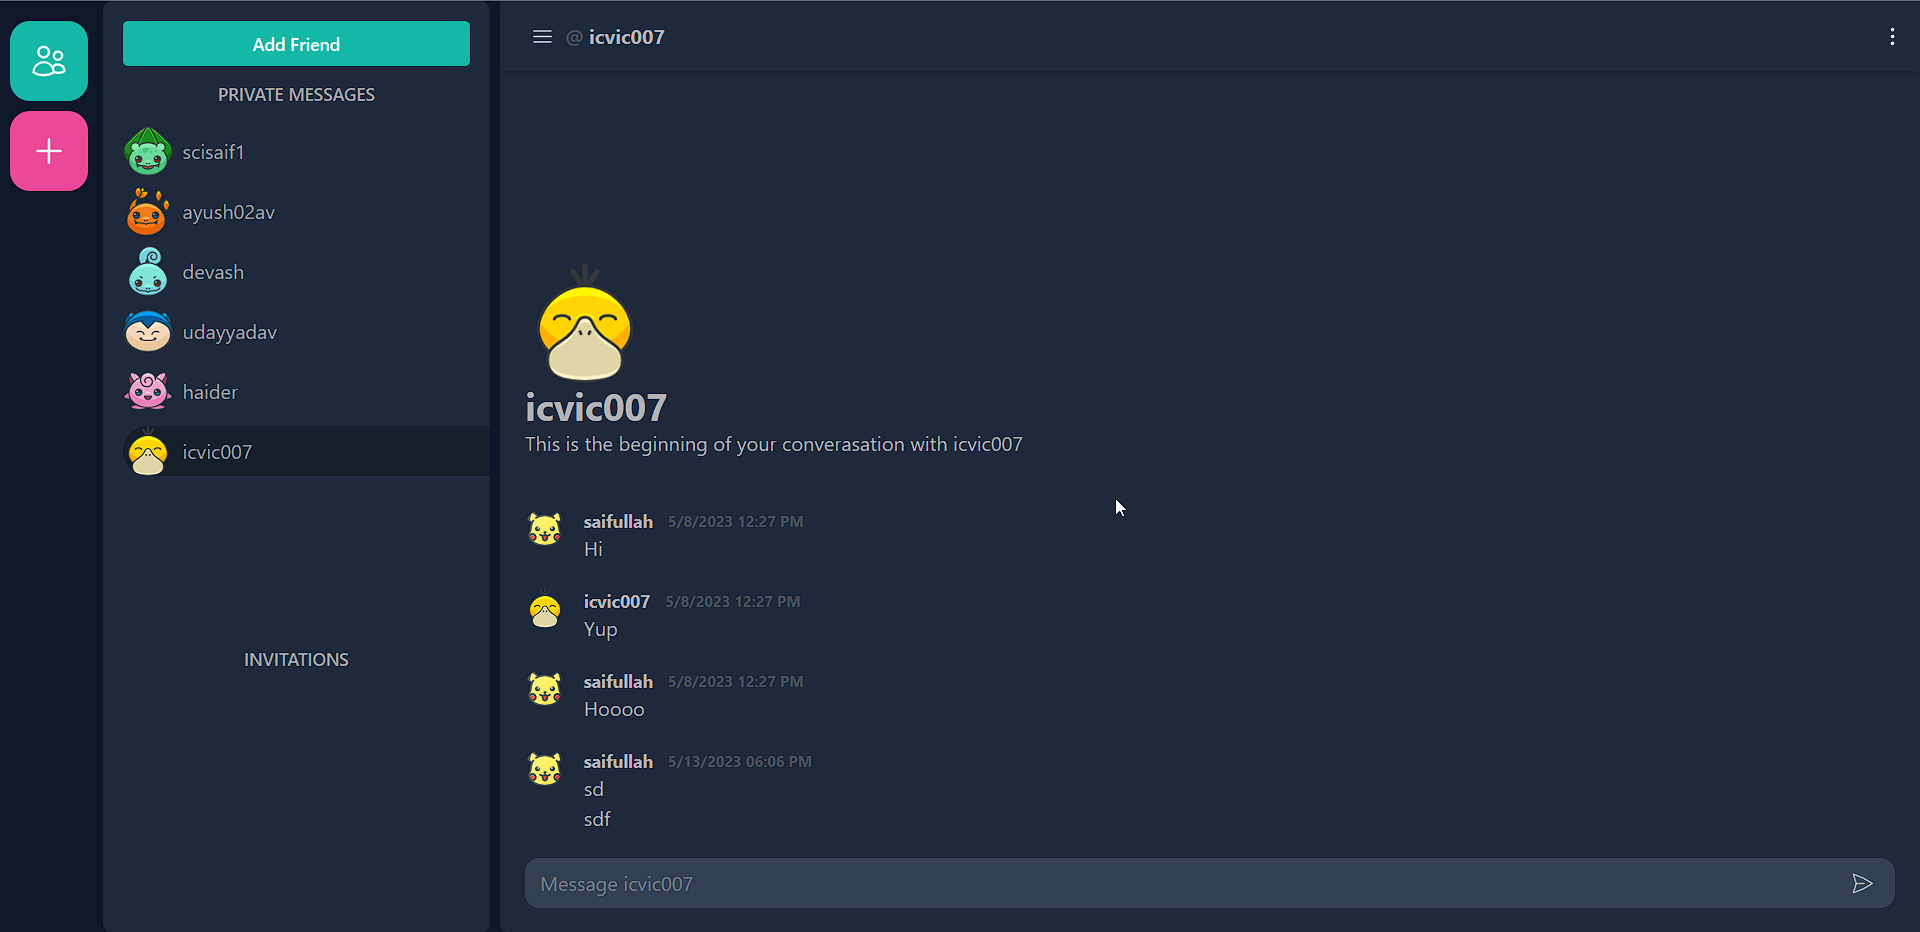 Add Friend
PRIVATE MESSAGES
scisaif1
ayush02av
devash
udayyadav
haider
icvic007
INVITATIONS
@ icvic007
icvic007
This is the beginning of your converasation with icvic007
saifullah 5/8/2023 12:27 PM
Hi
icvic007 5/8/2023 12:27 PM
Yup
saifullah 5/8/2023 12:27 PM
Hoooo
saifullah 5/13/2023 06:06 PM
sd
sdf
Message icvic007